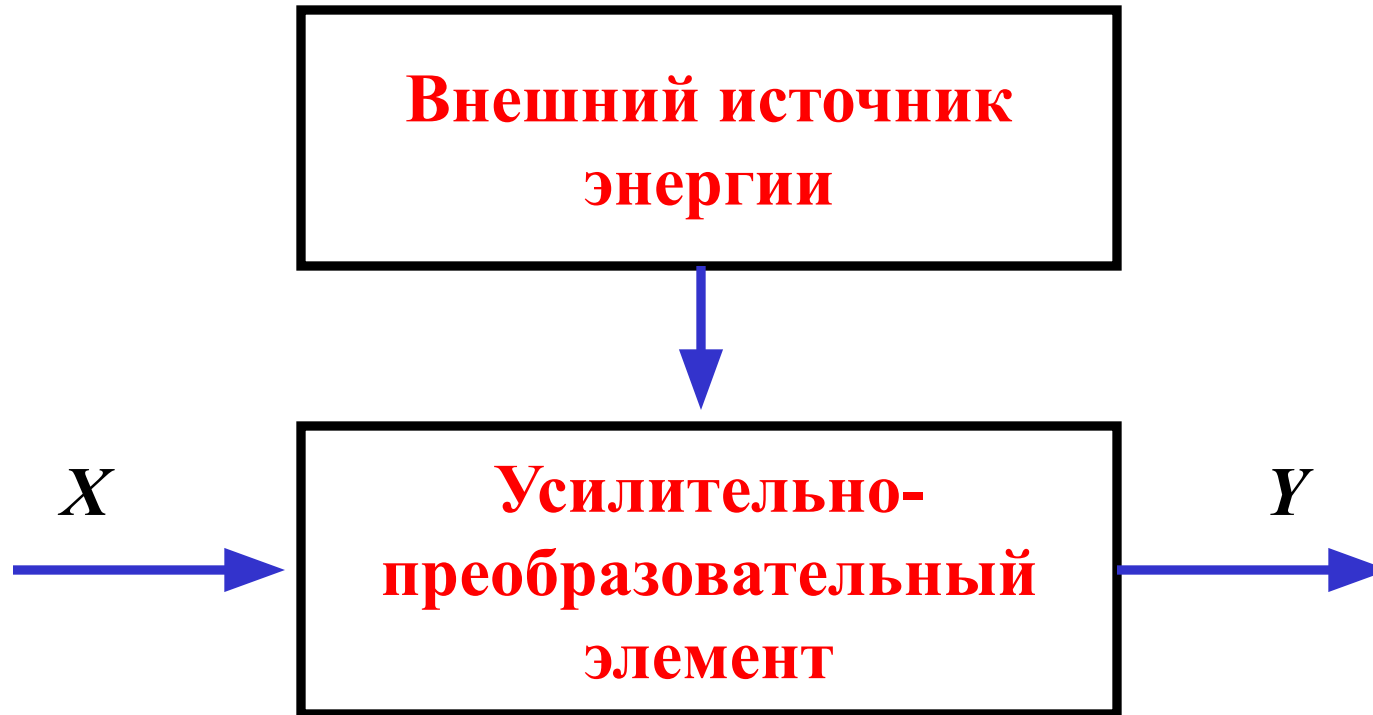 Внешний источник
энергии
X
Y
Усилительно-
преобразовательный
элемент